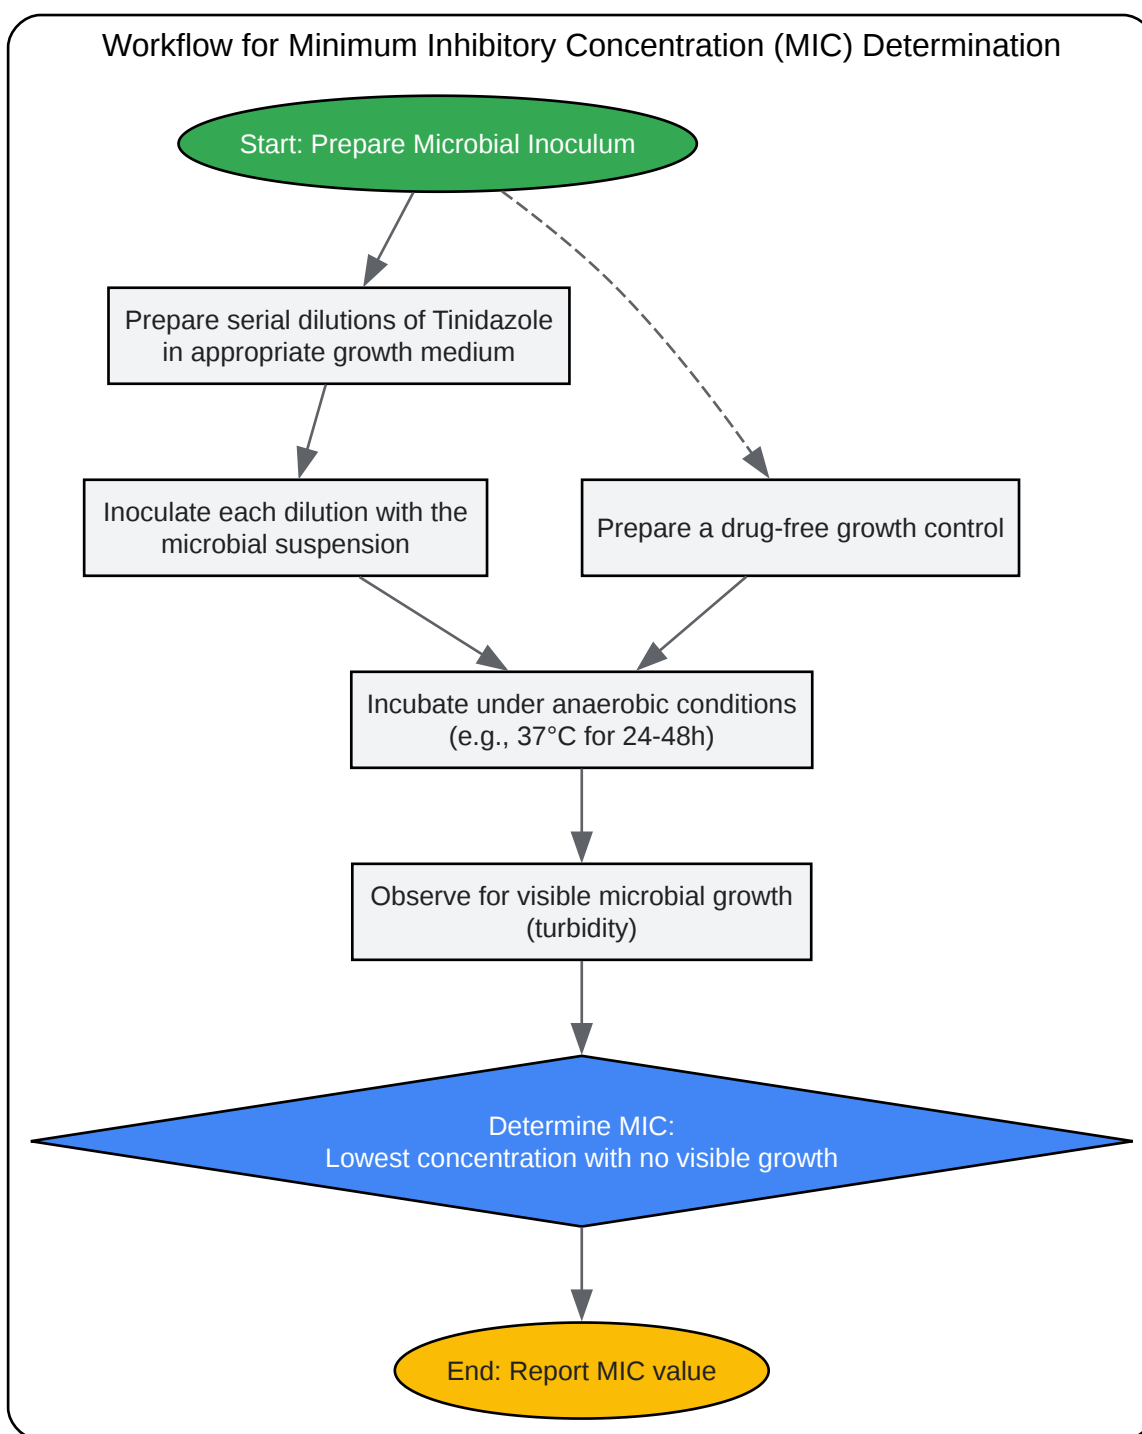 Workflow for Minimum Inhibitory Concentration (MIC) Determination
Start: Prepare Microbial Inoculum
Prepare serial dilutions of Tinidazole
in appropriate growth medium
Inoculate each dilution with the
microbial suspension
Prepare a drug-free growth control
Incubate under anaerobic conditions
(e.g., 37°C for 24-48h)
Observe for visible microbial growth
(turbidity)
Determine MIC:
Lowest concentration with no visible growth
End: Report MIC value